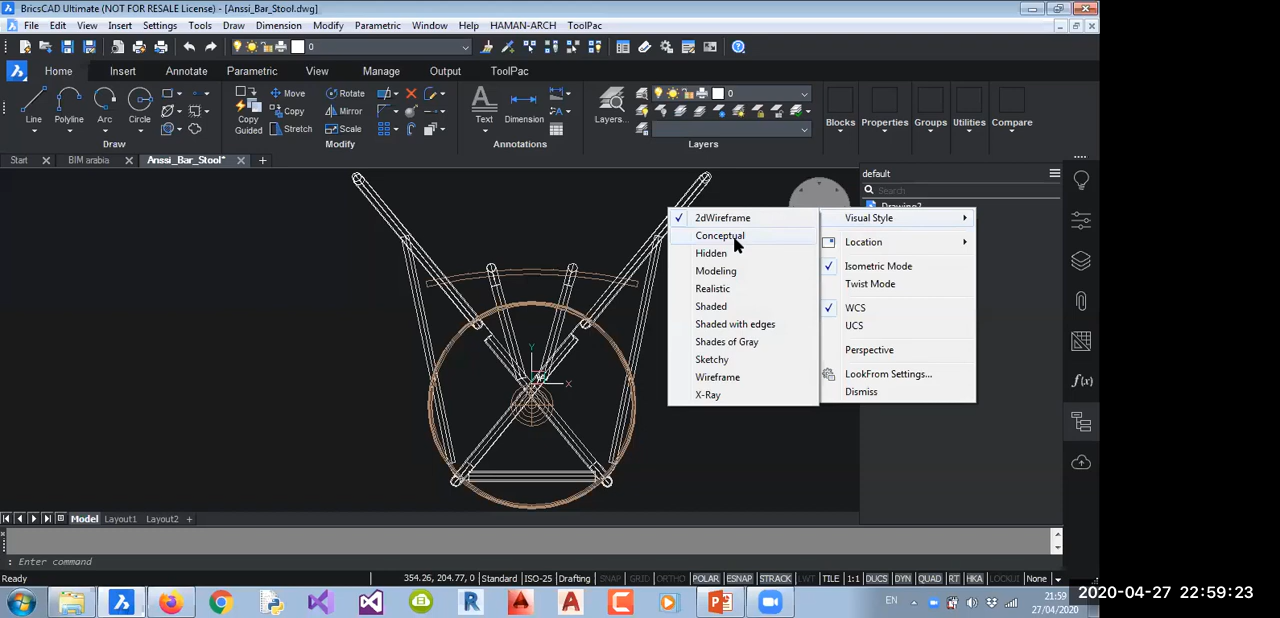 BricsCAD Ultimate (NOT FOR RESALE License) - [Anssi_Bar_Stool.dwg]
File Edit View Insert Settings Tools Draw Dimension Modify Parametric Window Help HAMAN-ARCH ToolPac
0
Home Insert Annotate Parametric View Manage Output ToolPac
Line Polyline Arc Circle
Draw
Copy Guided
Move Rotate
Copy Mirror
Stretch Scale
Modify
Text Dimension
Annotations
Layers...
0
Layers
Blocks Properties Groups Utilities Compare
Start BIM arabia Anssi_Bar_Stool*
default
Search
2dWireframe
Conceptual
Hidden
Modeling
Realistic
Shaded
Shaded with edges
Shades of Gray
Sketchy
Wireframe
X-Ray
Visual Style
Location
Isometric Mode
Twist Mode
WCS
UCS
Perspective
LookFrom Settings...
Dismiss
Y
X
f(x)
Model Layout1 Layout2
: Enter command
Ready 354.26, 204.77, 0 Standard ISO-25 Drafting SNAP GRID ORTHO POLAR ESNAP STRACK LWT TILE 1:1 DUCS DYN QUAD RT HKA LOCKUI None
EN
21:59
27/04/2020
2020-04-27 22:59:23